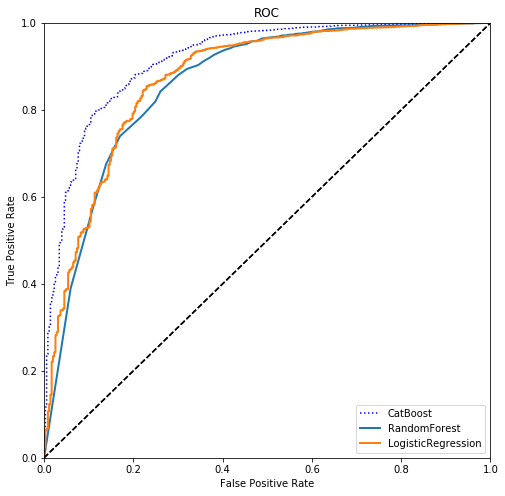 ROC
True Positive Rate
1.0
0.8
0.6
0.4
0.2
0.0
CatBoost
RandomForest
LogisticRegression
0.0 0.2 0.4 0.6 0.8 1.0
False Positive Rate